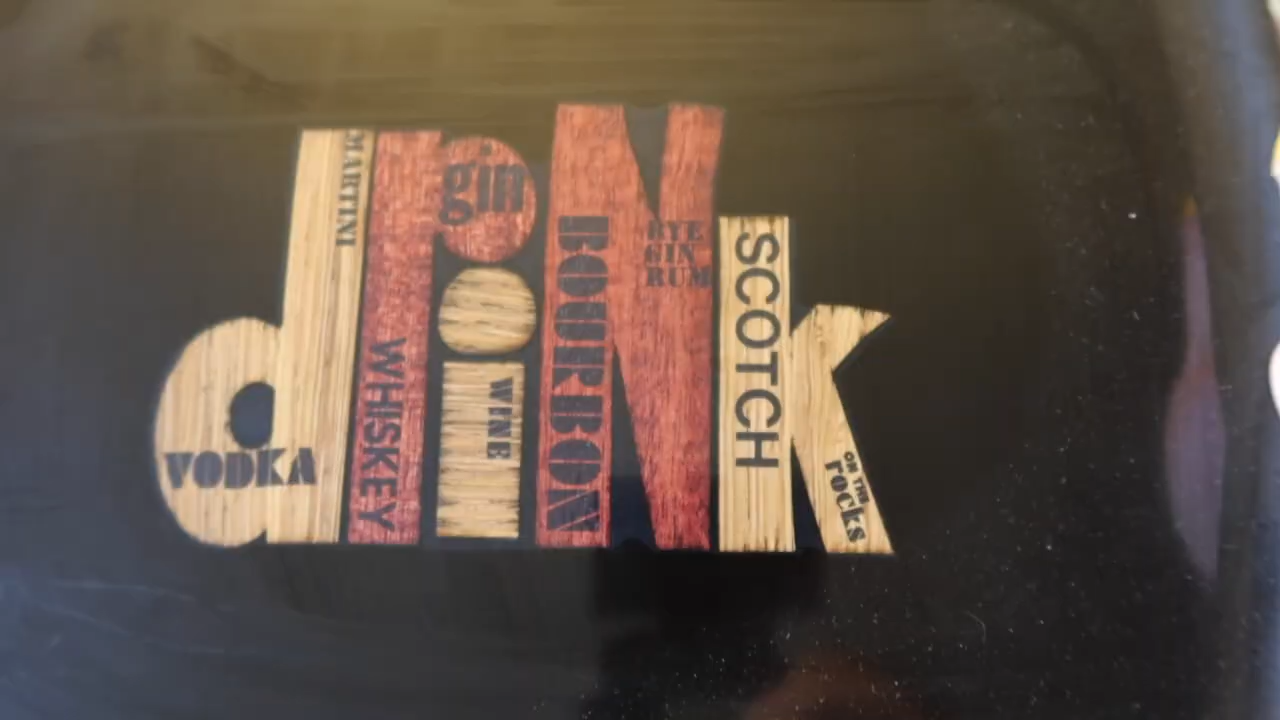 driNk
MARTINI
VODKA
WHISKEY
gin
WINE
BOURBON
RYE
GIN
RUM
SCOTCH
ON THE
rocks